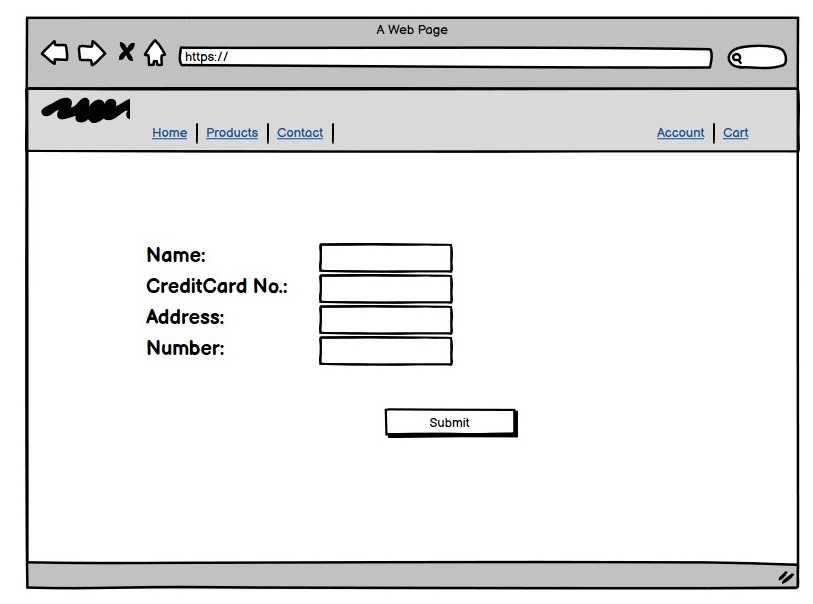 A Web Page
https://
Home Products Contact Account Cart
Name:
CreditCard No.:
Address:
Number:
Submit